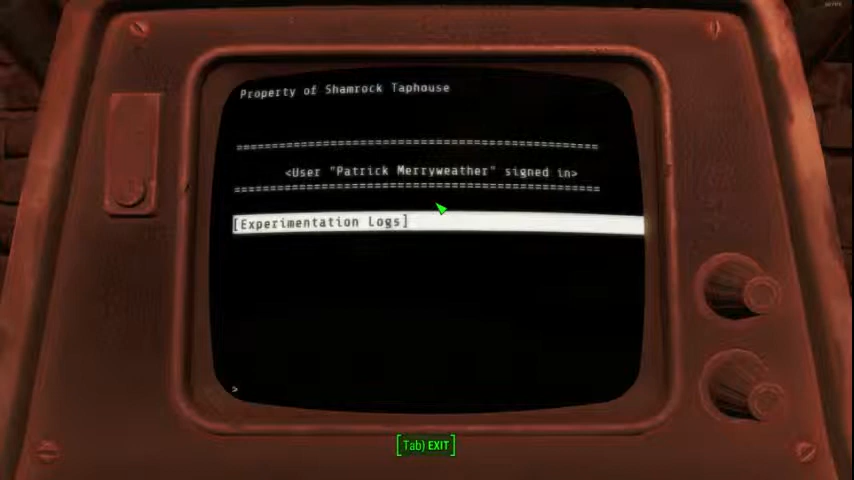 Property of Shamrock Taphouse
=================================================
<User "Patrick Merryweather" signed in>
=================================================
[Experimentation Logs]
>
[Tab) EXIT]